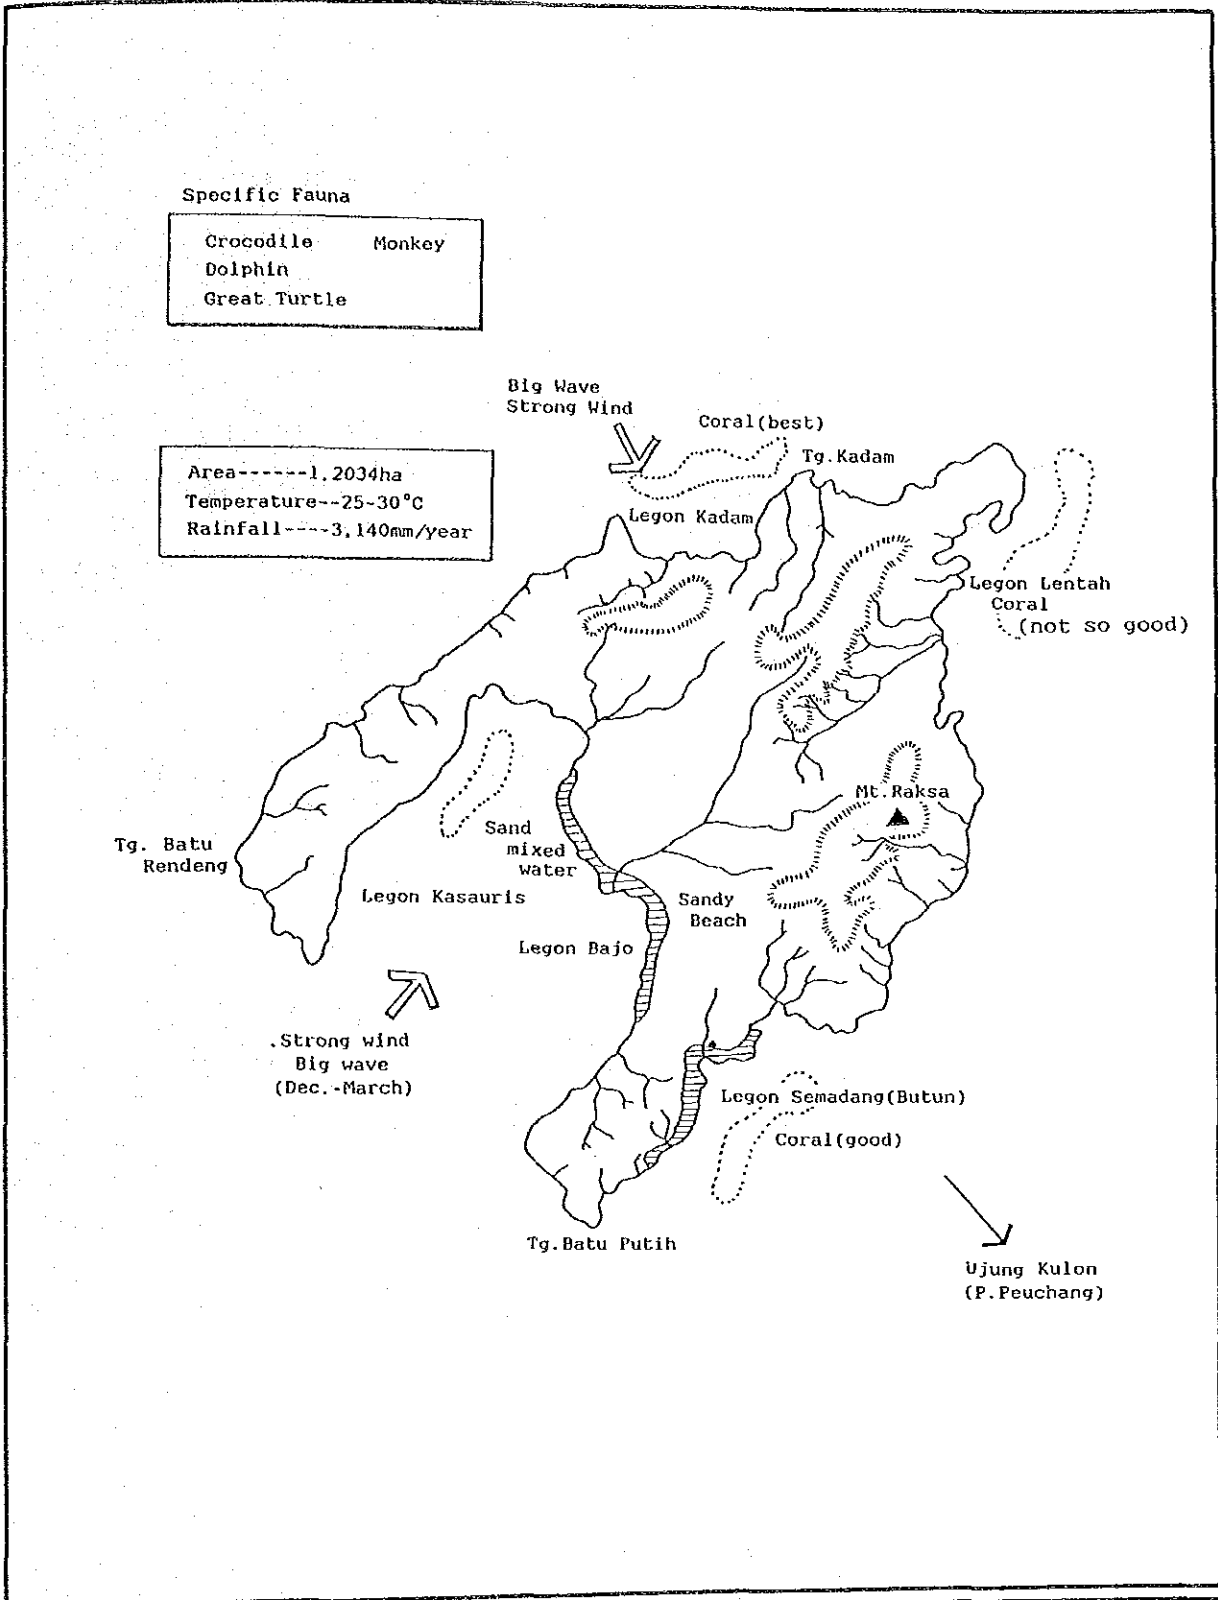 Specific Fauna
Crocodile Monkey
Dolphin
Great Turtle
Big Wave
Strong Wind
Coral(best)
Tg.Kadam
Area------1,2034ha
Temperature--25-30°C
Rainfall----3,140mm/year
Legon Kadam
Legon Lentah
Coral
(not so good)
Mt.Raksa
Tg. Batu
Rendeng
Sand
mixed
water
Legon Kasauris
Sandy
Beach
Legon Bajo
.Strong wind
Big wave
(Dec.-March)
Legon Semadang(Butun)
Coral(good)
Tg.Batu Putih
Ujung Kulon
(P.Peuchang)